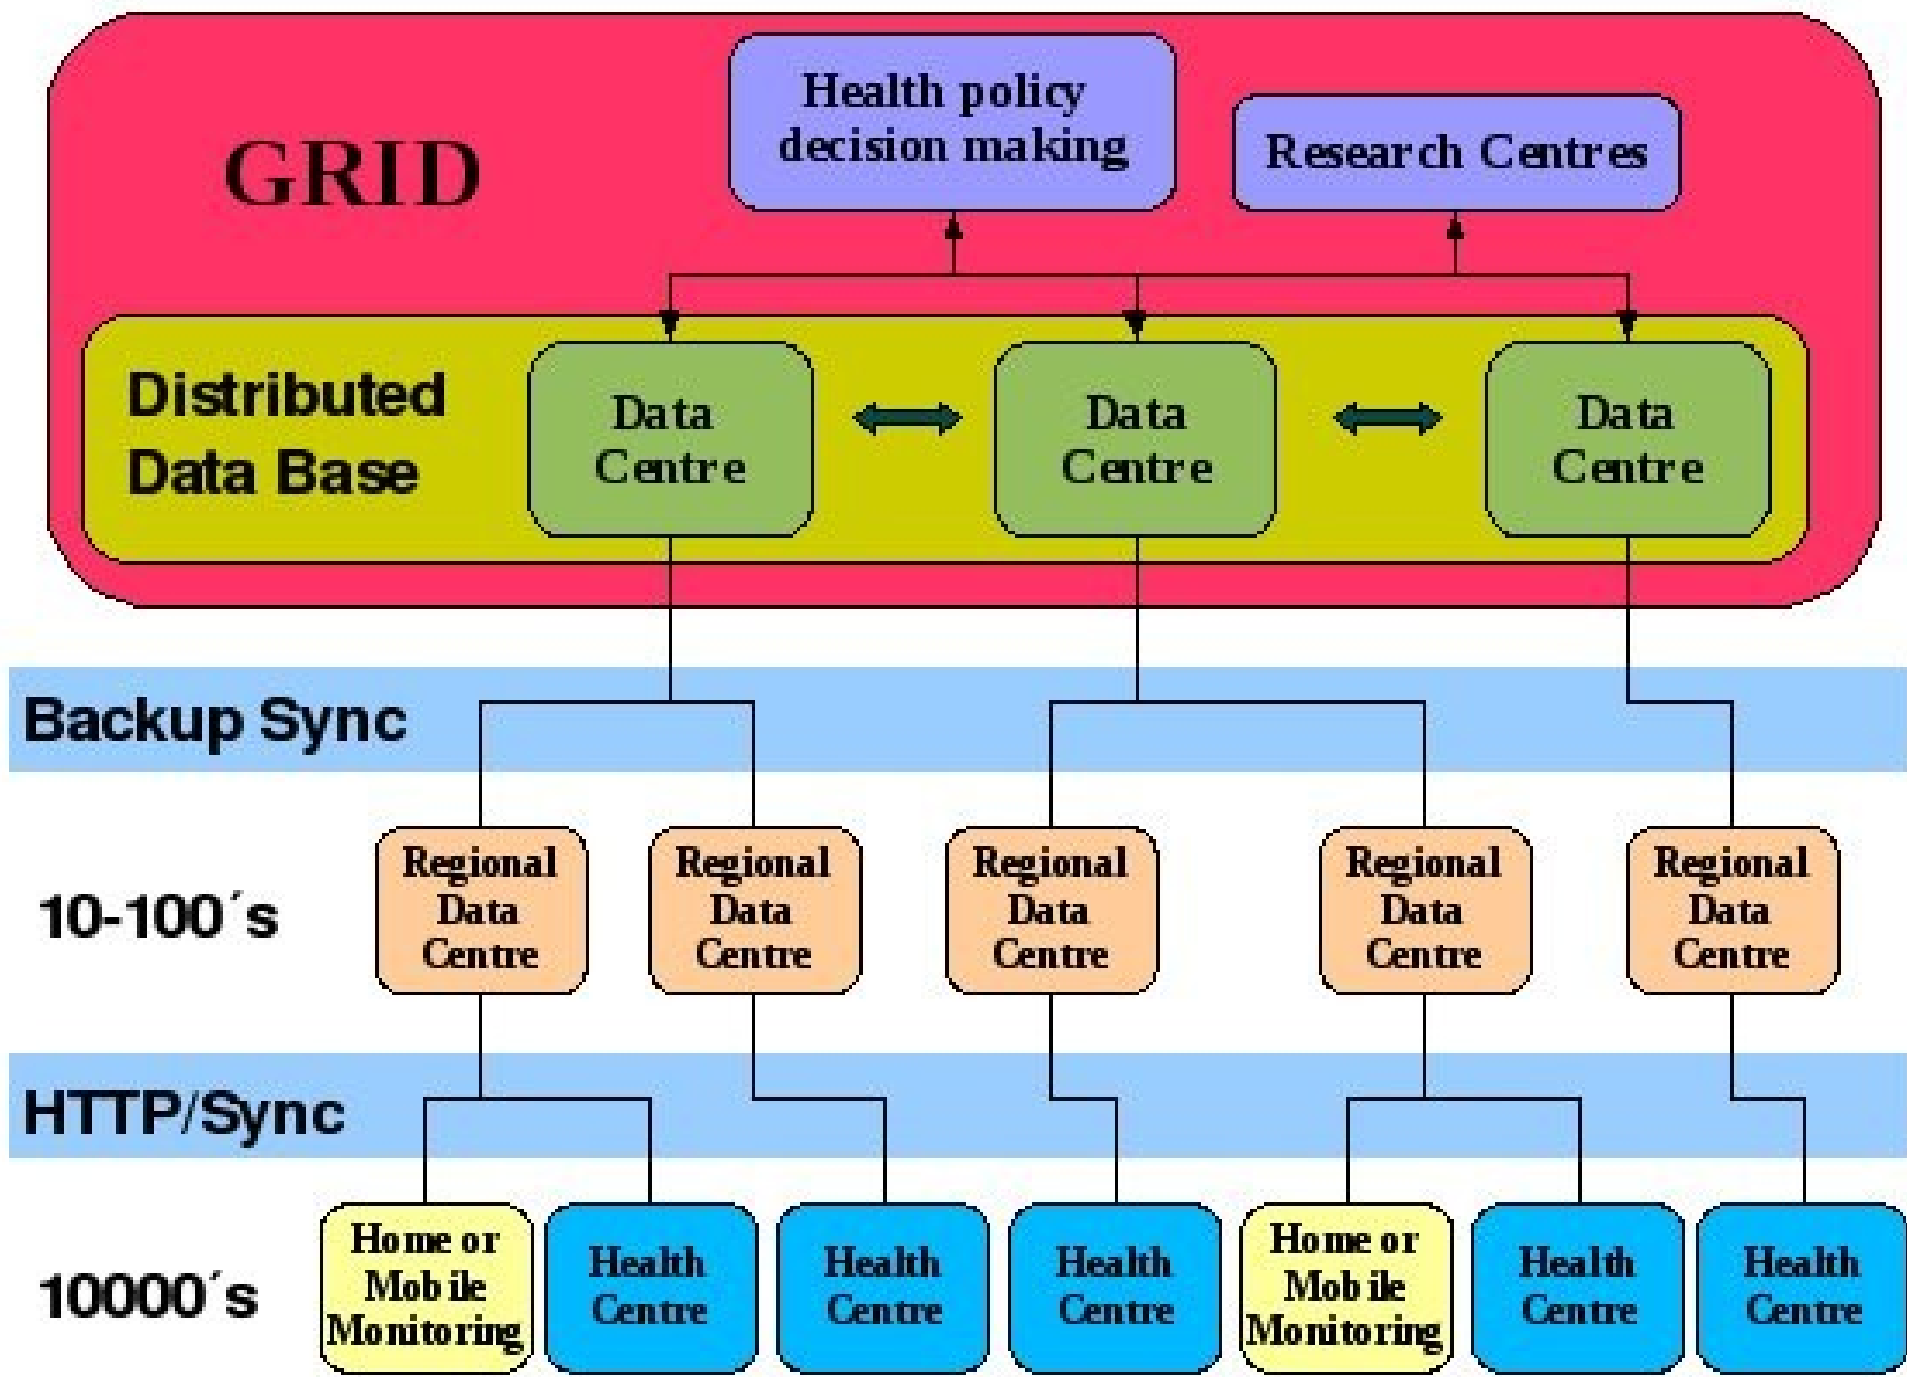 Health policy
decision making
Research Centres
GRID
Distributed
Data Base
Data
Centre
Data
Centre
Data
Centre
Backup Sync
10-100´s
Regional
Data
Centre
Regional
Data
Centre
Regional
Data
Centre
Regional
Data
Centre
Regional
Data
Centre
HTTP/Sync
10000´s
Home or
Mobile
Monitoring
Health
Centre
Health
Centre
Health
Centre
Home or
Mobile
Monitoring
Health
Centre
Health
Centre